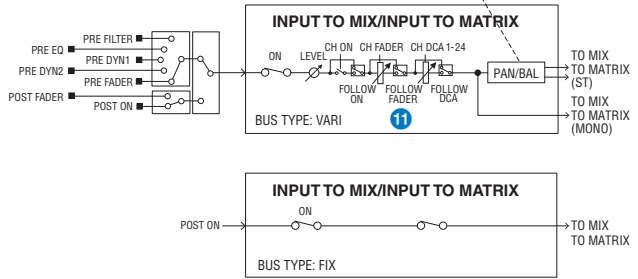 INPUT TO MIX/INPUT TO MATRIX
PRE FILTER
PRE EQ
PRE DYN1
PRE DYN2
PRE FADER
POST FADER
POST ON
ON
LEVEL
CH ON
CH FADER
CH DCA 1-24
FOLLOW
ON
FOLLOW
FADER
FOLLOW
DCA
PAN/BAL
TO MIX
TO MATRIX
(ST)
TO MIX
TO MATRIX
(MONO)
BUS TYPE: VARI
11
INPUT TO MIX/INPUT TO MATRIX
POST ON
ON
TO MIX
TO MATRIX
BUS TYPE: FIX